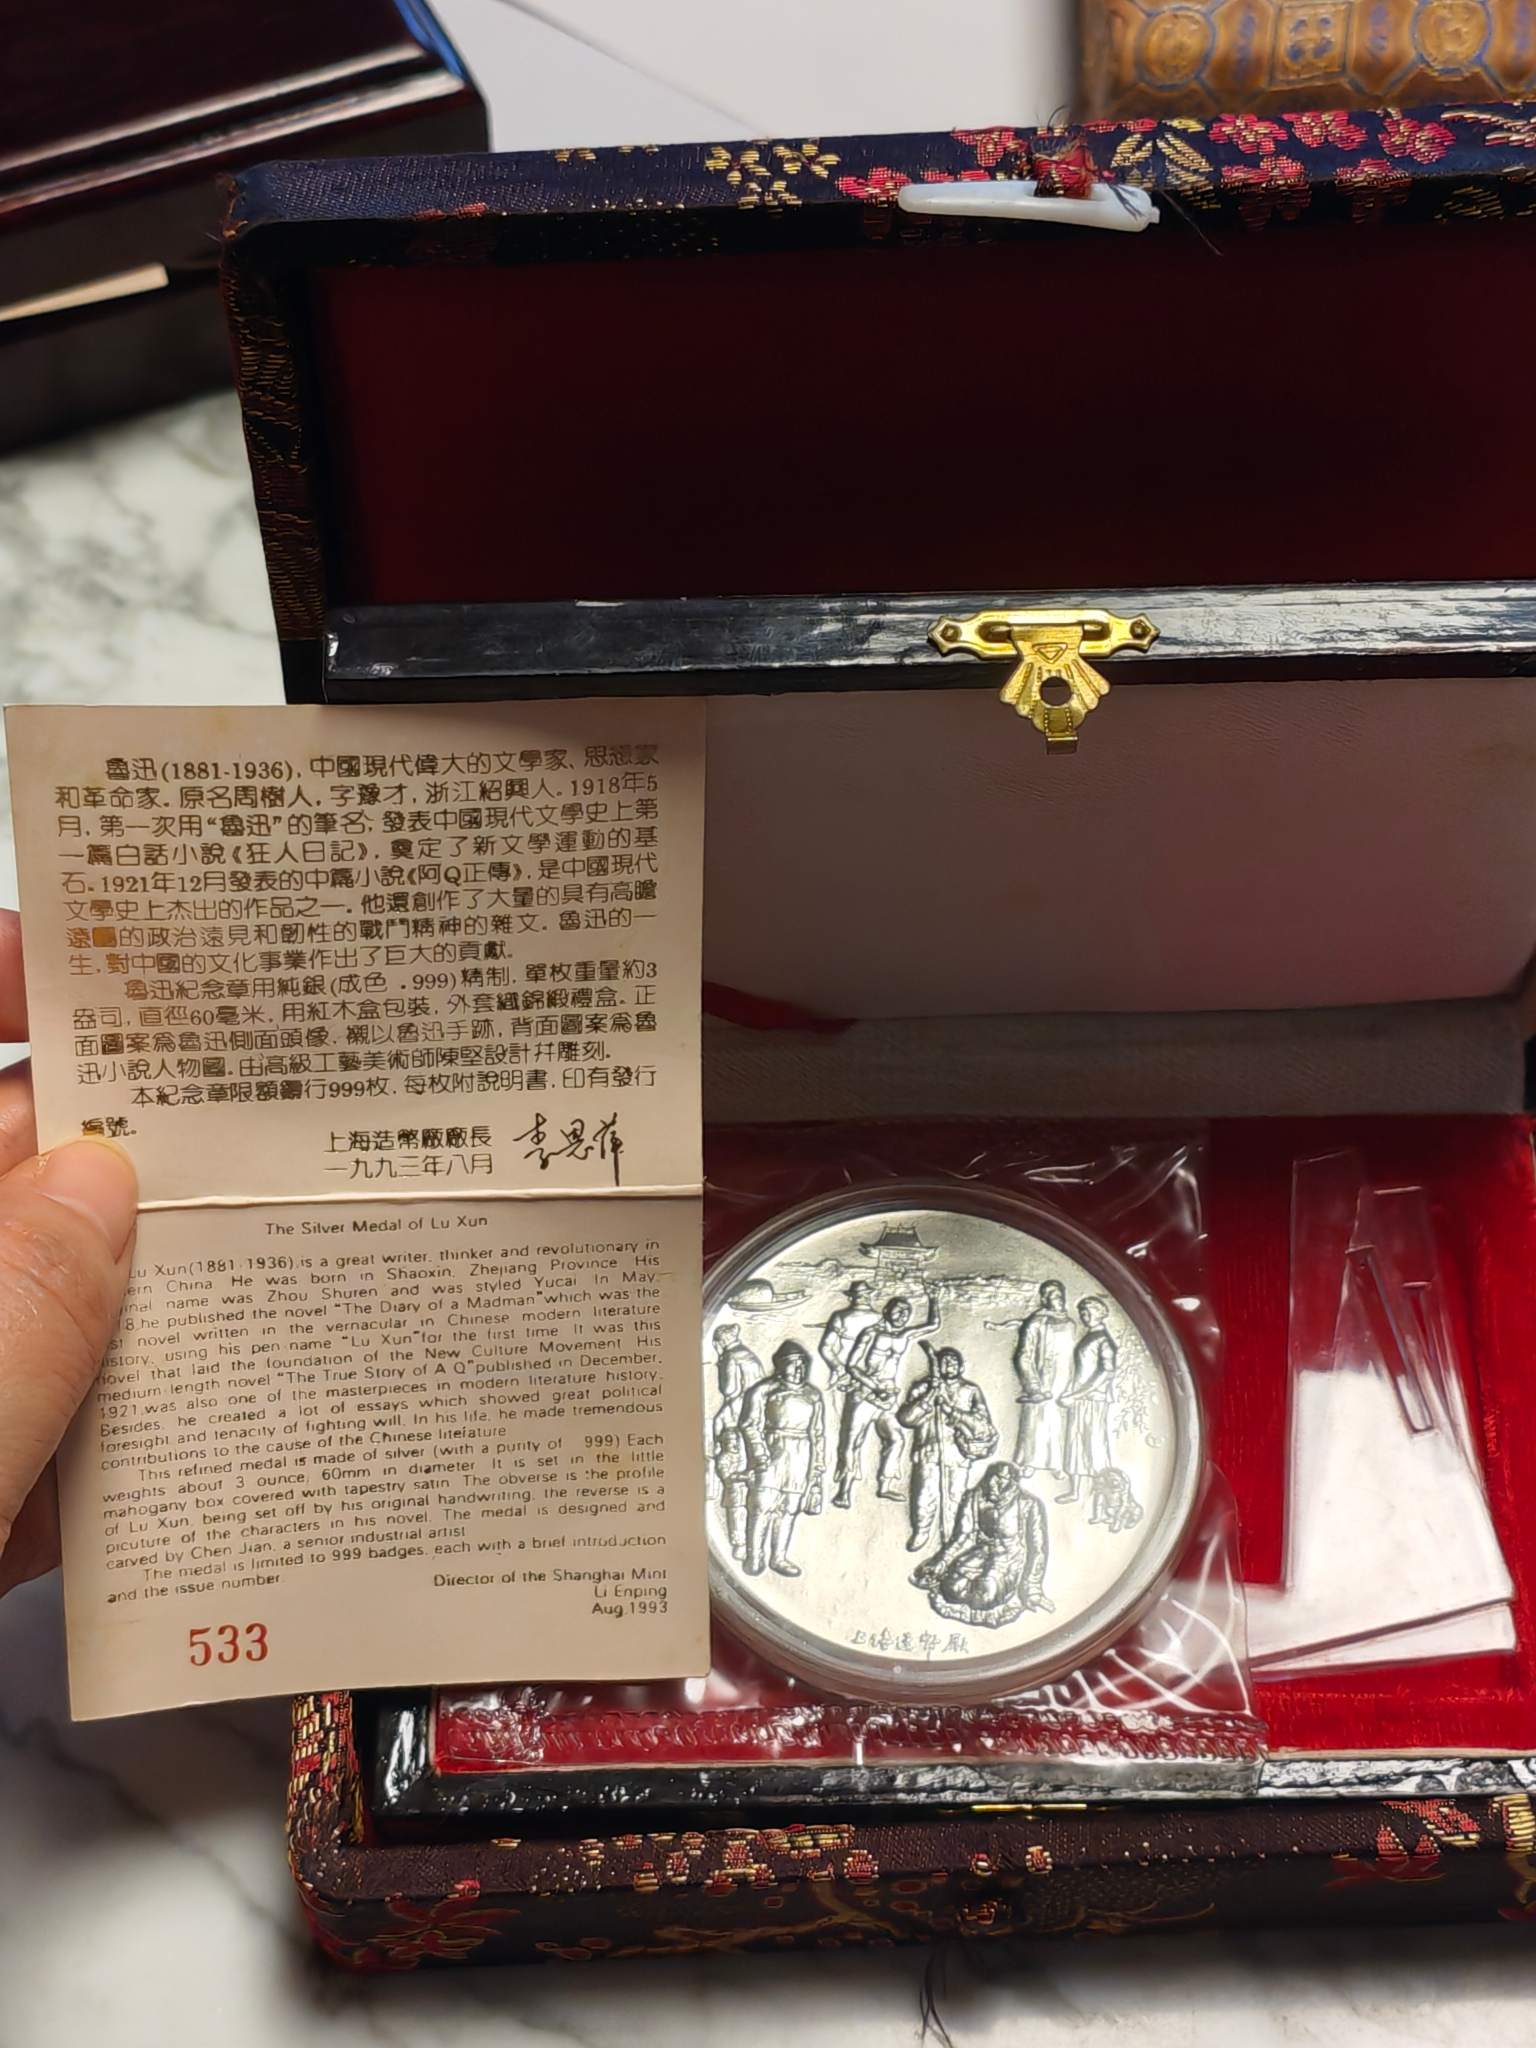 魯迅(1881-1936), 中國現代偉大的文學家、思想家
和革命家. 原名周樹人, 字豫才, 浙江紹興人. 1918年5
月, 第一次用“魯迅”的筆名, 發表中國現代文學史上第
一篇白話小說《狂人日記》, 奠定了新文學運動的基
石. 1921年12月發表的中篇小說《阿Q正傳》, 是中國現代
文學史上杰出的作品之一. 他還創作了大量的具有高瞻
遠矚的政治遠見和韌性的戰鬥精神的雜文. 魯迅的一
生, 對中國的文化事業作出了巨大的貢獻.
魯迅紀念章用純銀(成色 .999)精制, 單枚重量約3
盎司, 直徑60毫米, 用紅木盒包裝, 外套織錦緞禮盒. 正
面圖案爲魯迅側面頭像, 襯以魯迅手跡, 背面圖案爲魯
迅小說人物圖. 由高級工藝美術師陳堅設計幷雕刻.
本紀念章限額鑄行999枚, 每枚附說明書, 印有發行
編號.
上海造幣廠廠長 李恩萍
一九九三年八月
The Silver Medal of Lu Xun
Lu Xun(1881-1936), is a great writer, thinker and revolutionary in
ern China. He was born in Shaoxin, Zhejiang Province. His
inal name was Zhou Shuren and was styled Yucai. In May,
8, he published the novel "The Diary of a Madman" which was the
st novel written in the vernacular in Chinese modern literature
history, using his pen name "Lu Xun" for the first time. It was this
novel that laid the foundation of the New Culture Movement. His
medium-length novel "The True Story of A Q" published in December,
1921, was also one of the masterpieces in modern literature history.
Besides, he created a lot of essays which showed great political
foresight and tenacity of fighting will. In his life, he made tremendous
contributions to the cause of the Chinese literature
This refined medal is made of silver (with a purity of 999) Each
weights about 3 ounce, 60mm in diameter. It is set in the little
mahogany box covered with tapestry satin. The obverse is the profile
of Lu Xun, being set off by his original handwriting, the reverse is a
picuture of the characters in his novel. The medal is designed and
carved by Chen Jian, a senior industrial artist
The medal is limited to 999 badges, each with a brief introduction
and the issue number.
Director of the Shanghai Mint
Li Enping
Aug. 1993
533
上海造幣廠